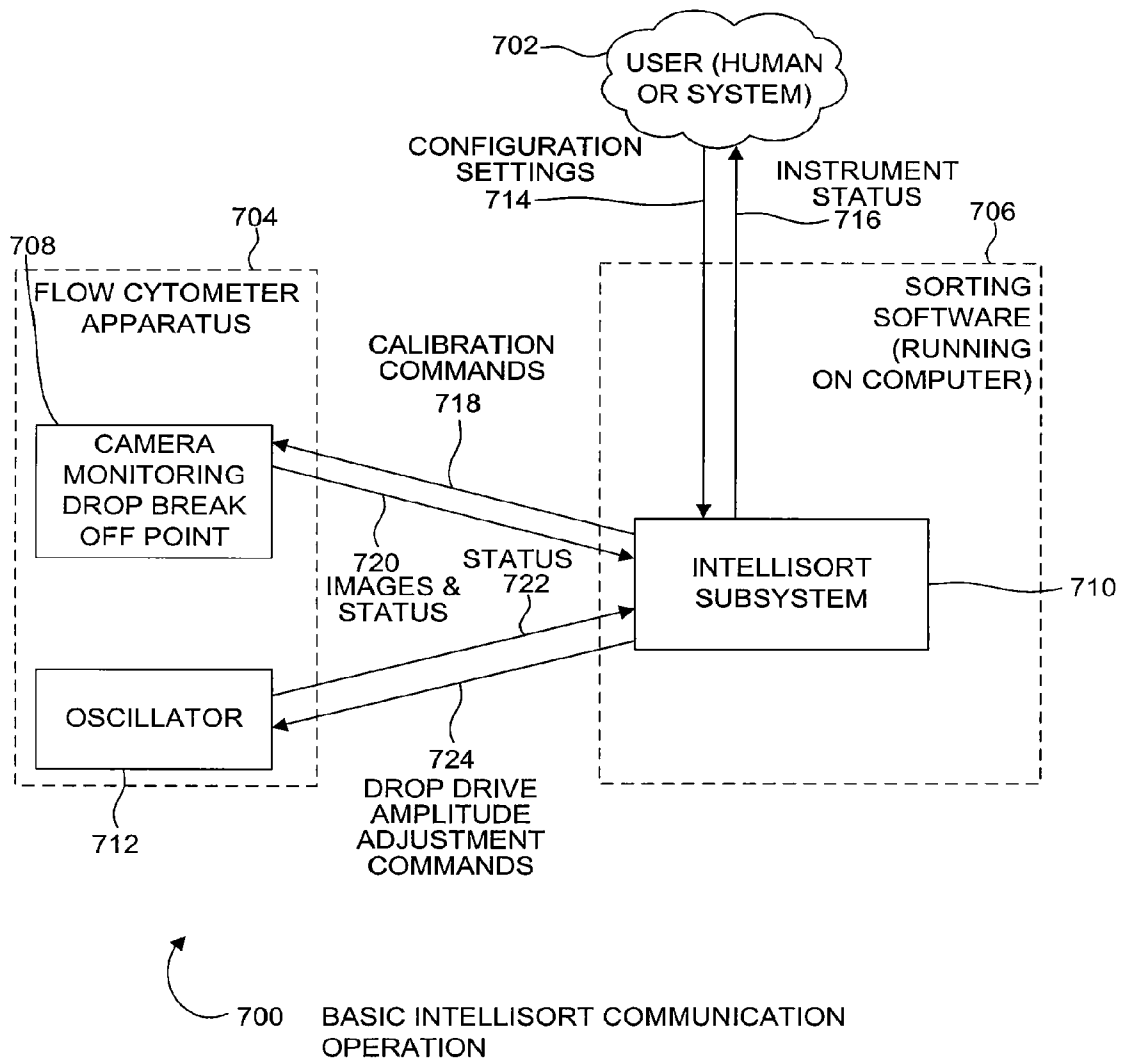 702
USER (HUMAN
OR SYSTEM)
CONFIGURATION
SETTINGS
714
INSTRUMENT
STATUS
716
704
706
708
FLOW CYTOMETER
APPARATUS
SORTING
SOFTWARE
(RUNNING
ON COMPUTER)
CALIBRATION
COMMANDS
718
CAMERA
MONITORING
DROP BREAK
OFF POINT
720
IMAGES &
STATUS
STATUS
722
INTELLISORT
SUBSYSTEM
710
OSCILLATOR
712
724
DROP DRIVE
AMPLITUDE
ADJUSTMENT
COMMANDS
700 BASIC INTELLISORT COMMUNICATION
OPERATION